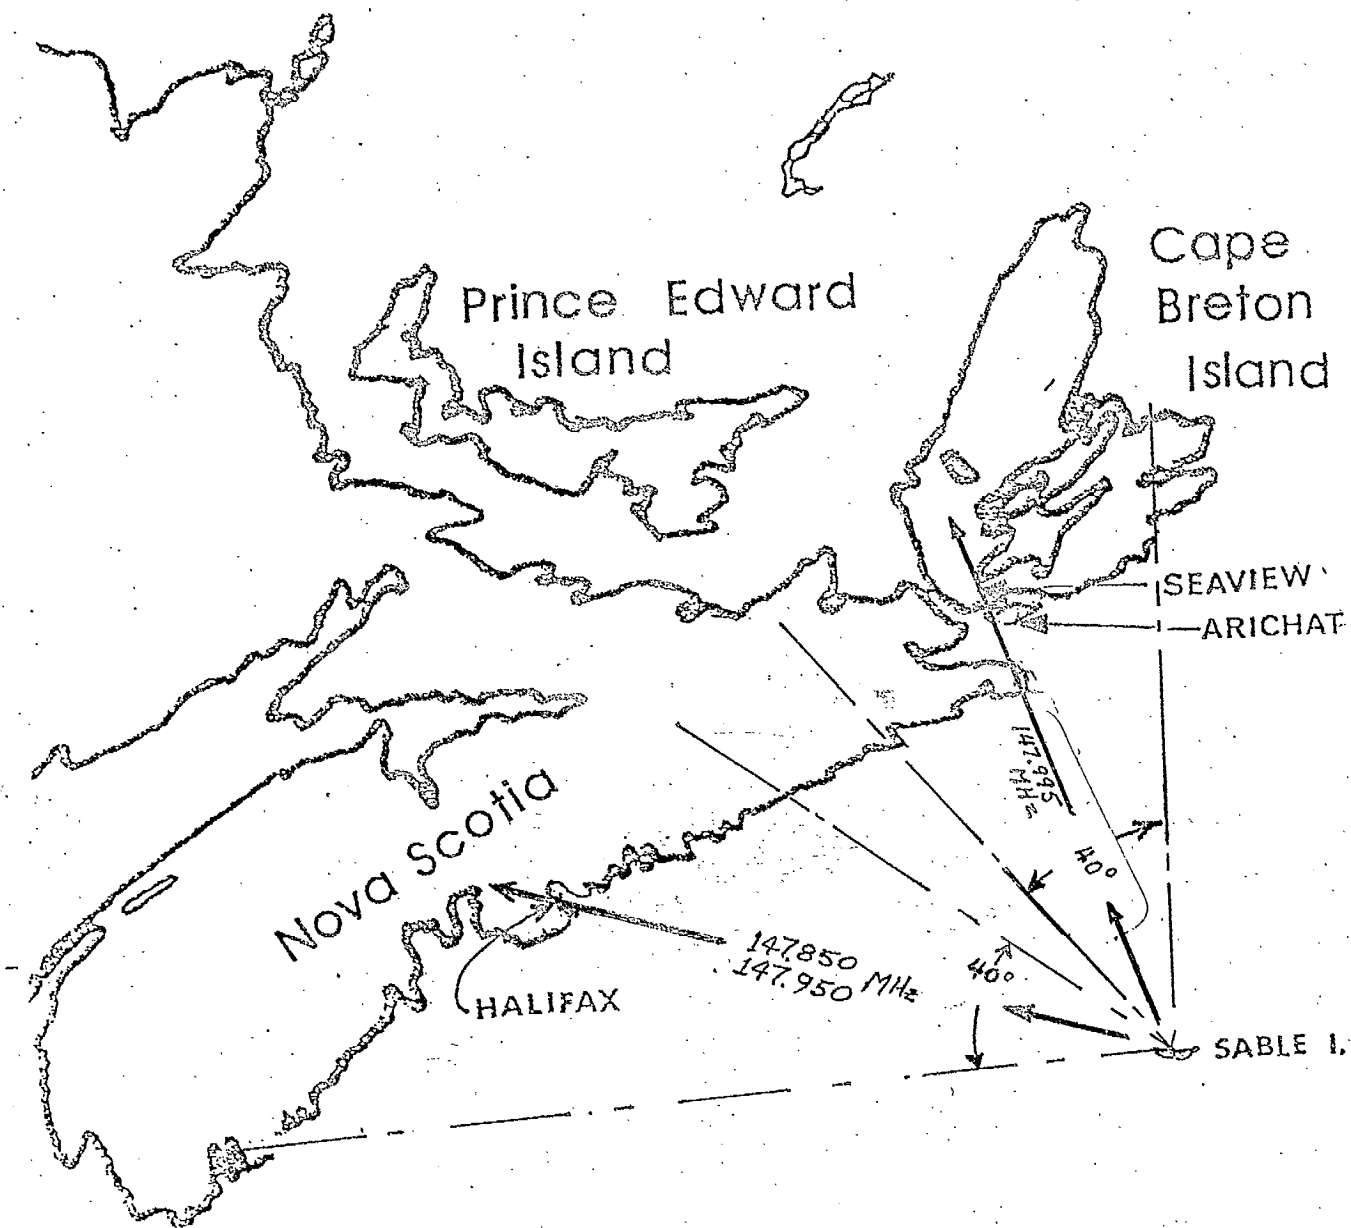 Cape
Breton
Island
Prince Edward
Island
SEAVIEW
ARICHAT
147.995
MHz
40°
Nova Scotia
147.850
147.950 MHz
40°
HALIFAX
SABLE I.